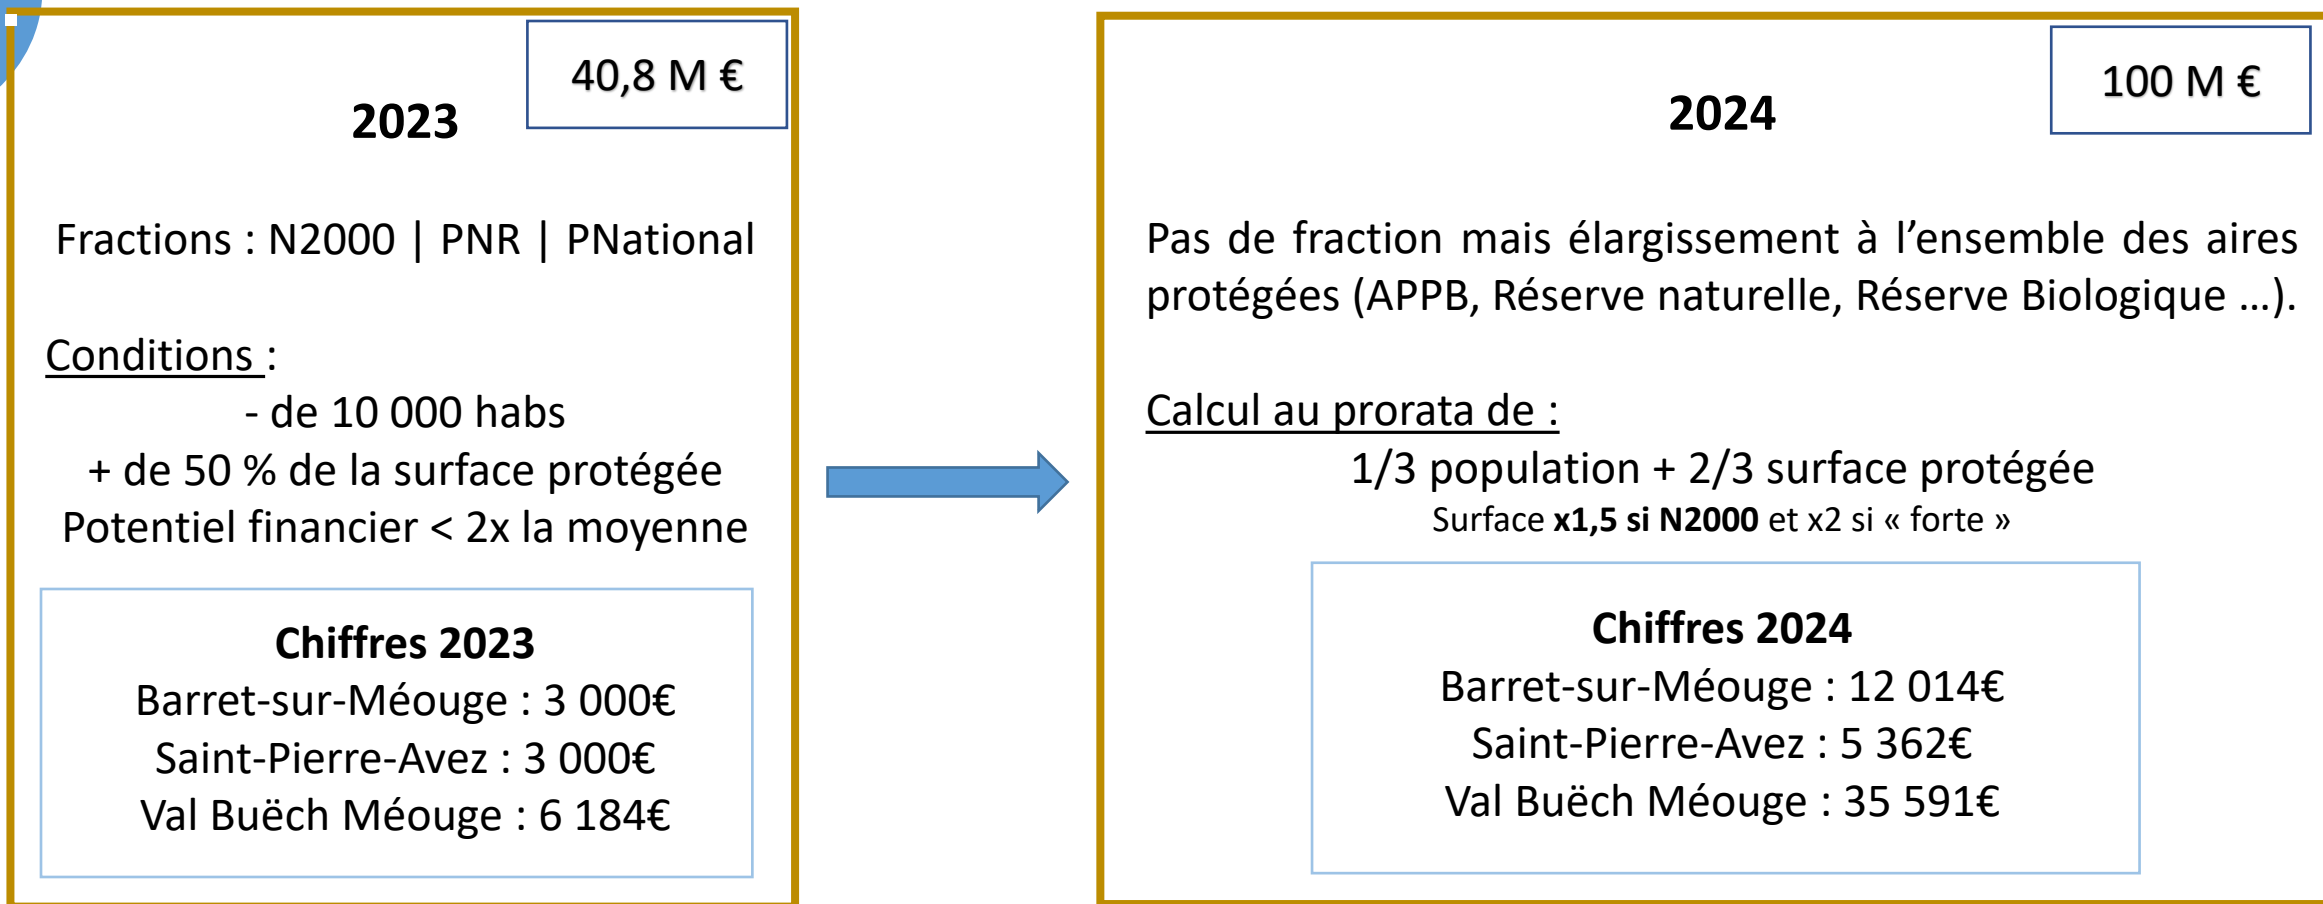 40,8 M €
2023
Fractions : N2000 | PNR | PNational
Conditions :
- de 10 000 habs
+ de 50 % de la surface protégée
Potentiel financier < 2x la moyenne
Chiffres 2023
Barret-sur-Méouge : 3 000€
Saint-Pierre-Avez : 3 000€
Val Buëch Méouge : 6 184€
100 M €
2024
Pas de fraction mais élargissement à l’ensemble des aires
protégées (APPB, Réserve naturelle, Réserve Biologique …).
Calcul au prorata de :
1/3 population + 2/3 surface protégée
Surface x1,5 si N2000 et x2 si « forte »
Chiffres 2024
Barret-sur-Méouge : 12 014€
Saint-Pierre-Avez : 5 362€
Val Buëch Méouge : 35 591€